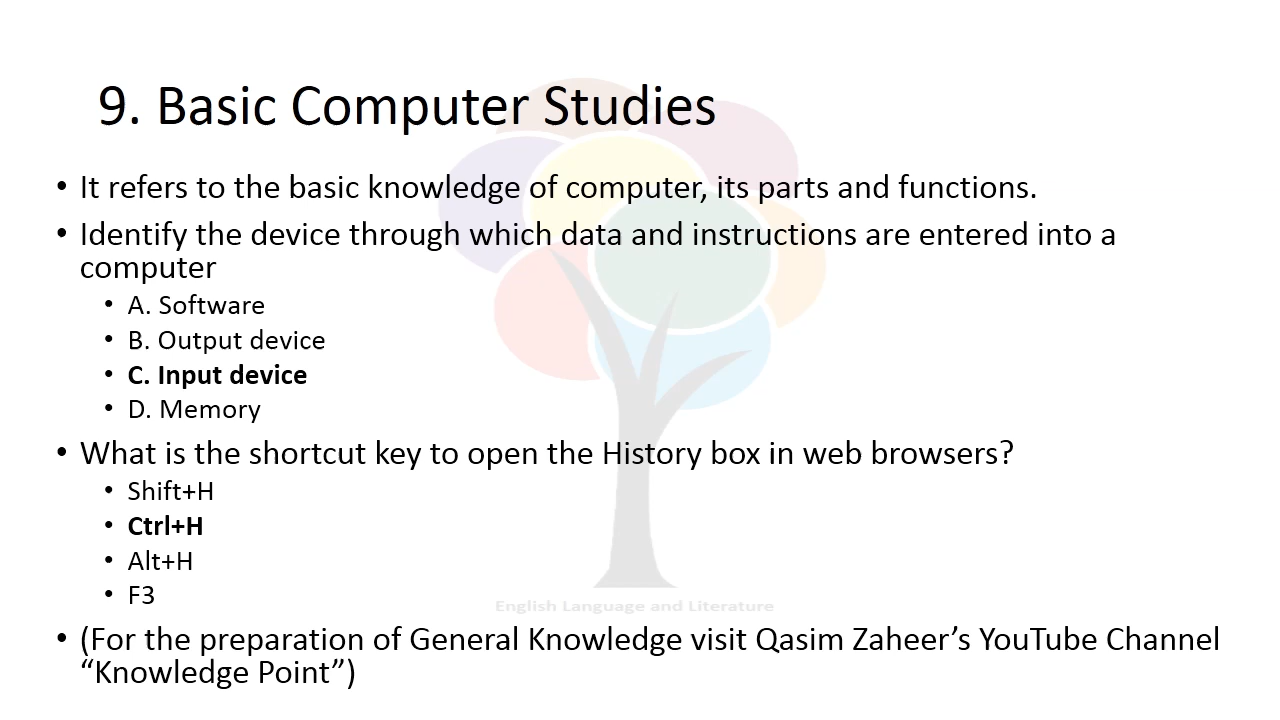 9. Basic Computer Studies
• It refers to the basic knowledge of computer, its parts and functions.
• Identify the device through which data and instructions are entered into a
computer
• A. Software
• B. Output device
• C. Input device
• D. Memory
• What is the shortcut key to open the History box in web browsers?
• Shift+H
• Ctrl+H
• Alt+H
• F3
English Language and Literature
• (For the preparation of General Knowledge visit Qasim Zaheer’s YouTube Channel
“Knowledge Point”)